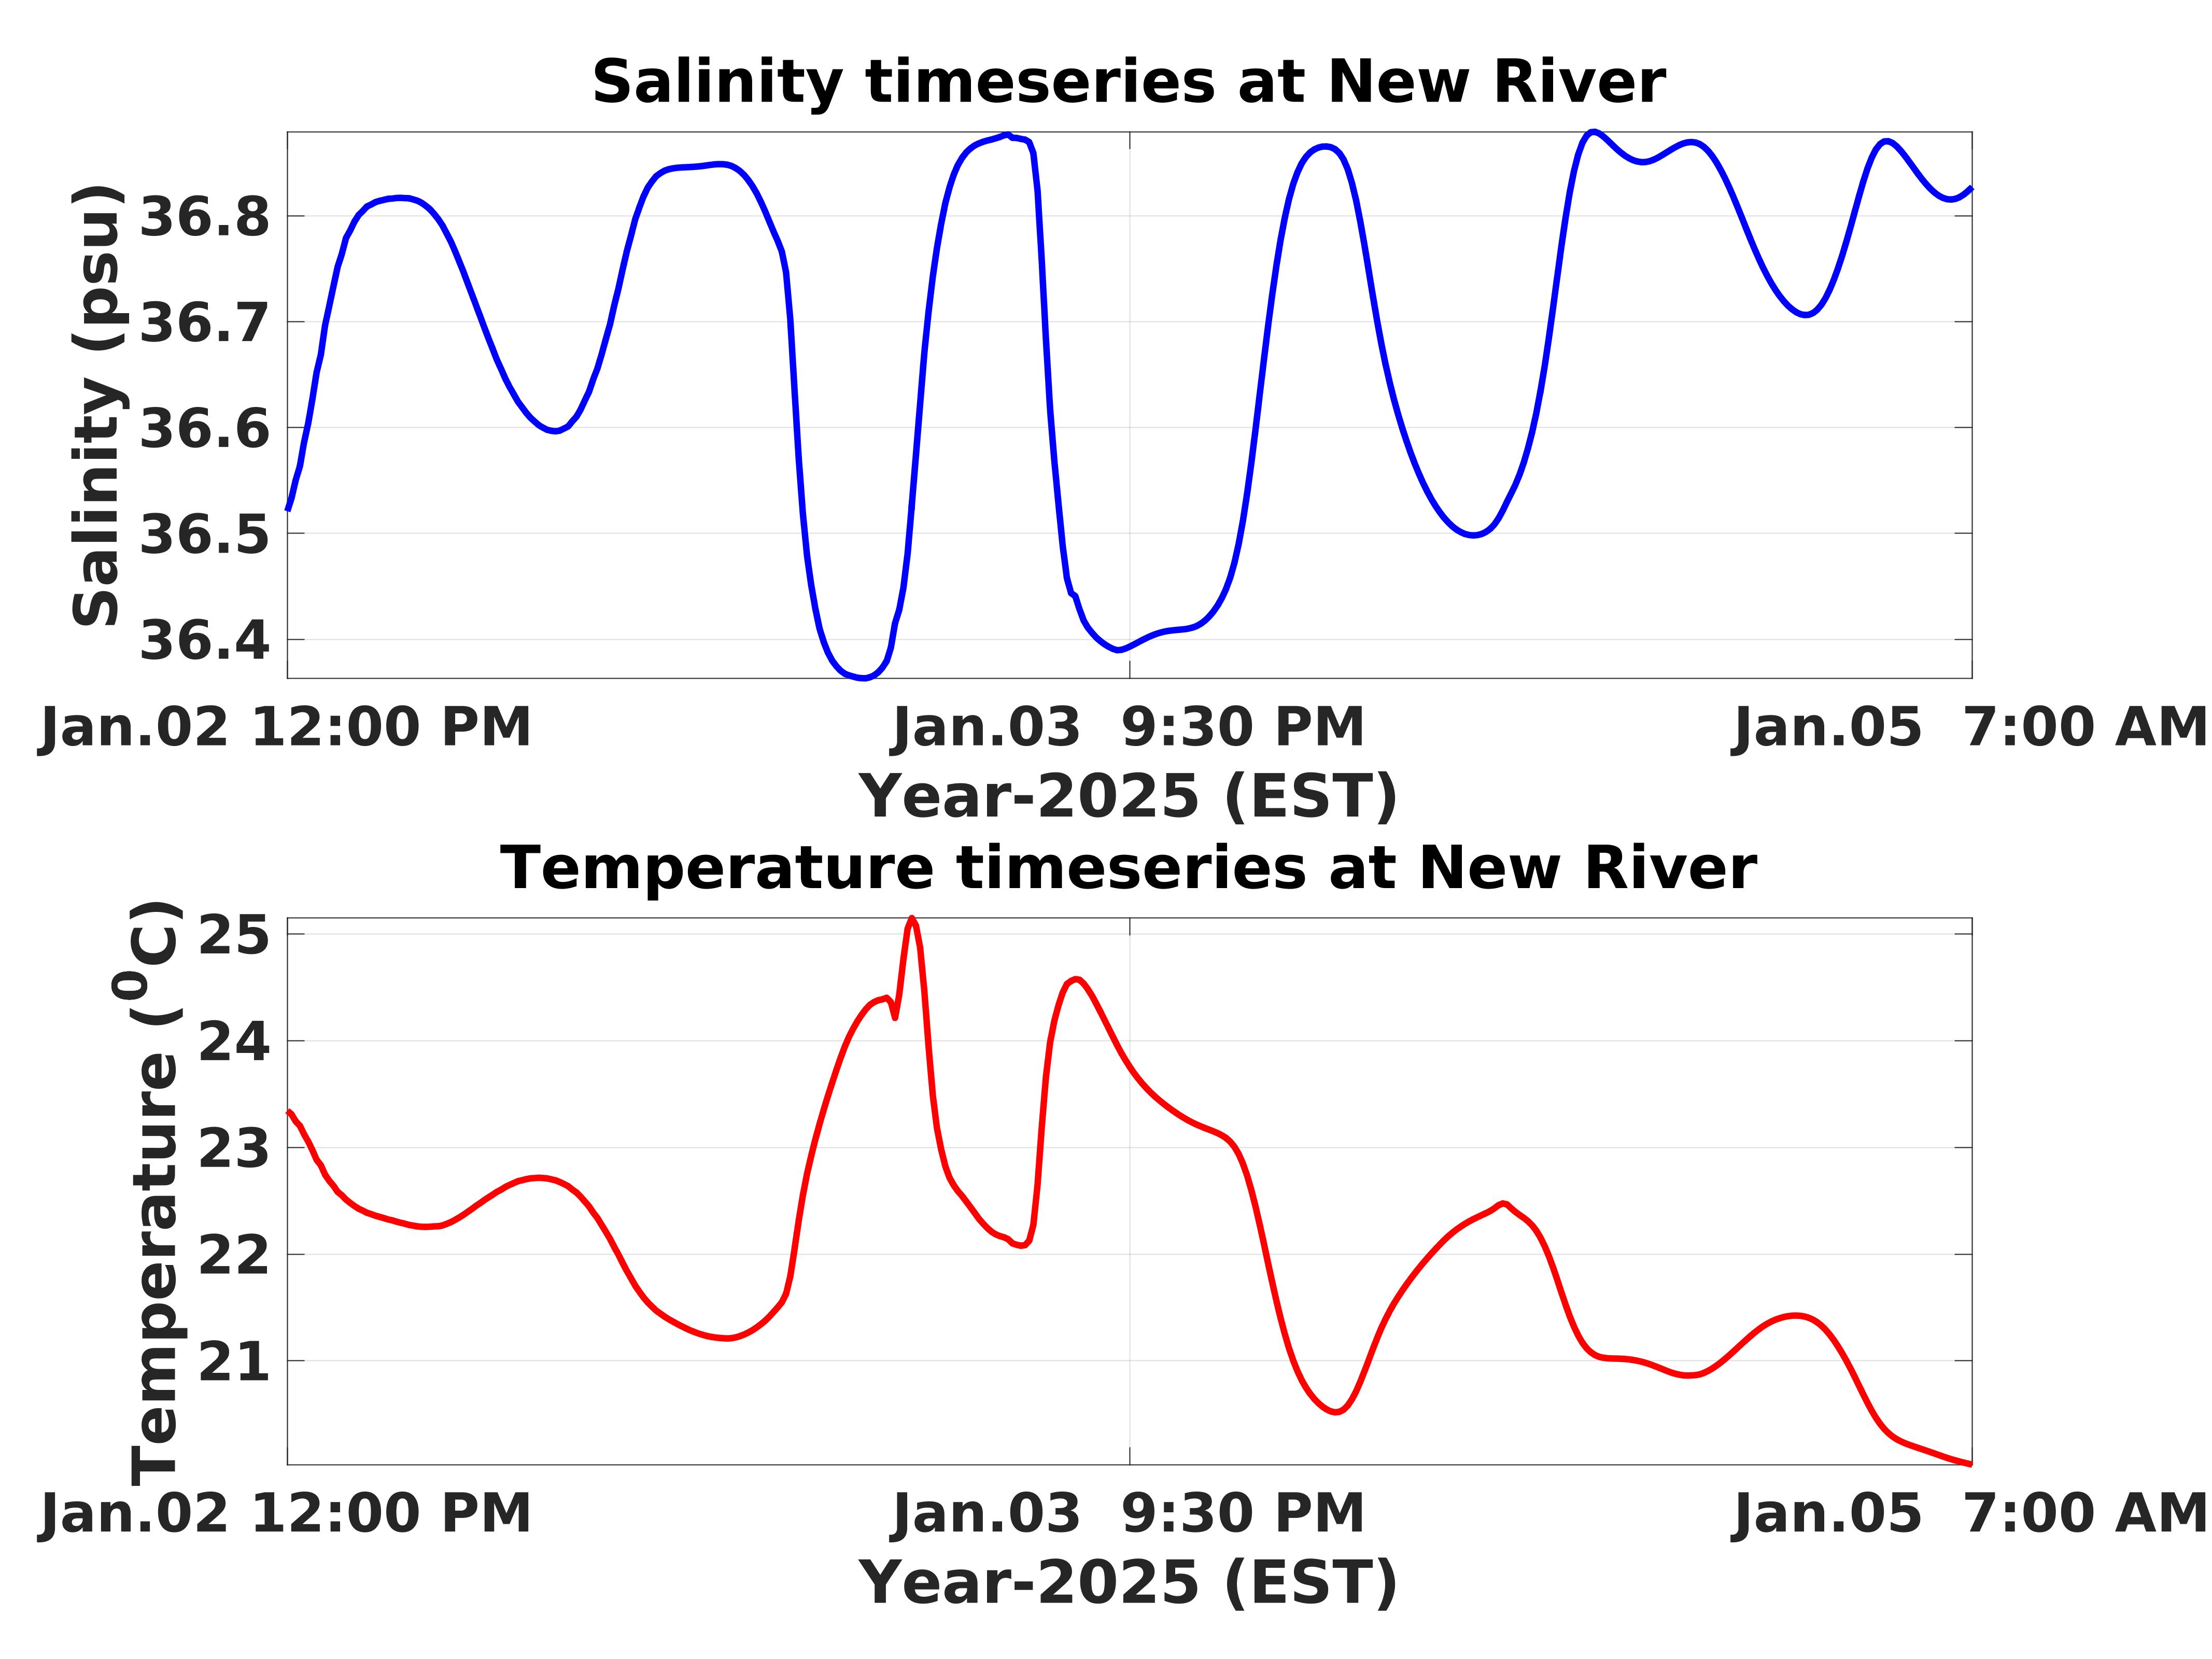 Salinity timeseries at New River
Salinity (psu)
36.8
36.7
36.6
36.5
36.4
Jan.02 12:00 PM
Jan.03  9:30 PM
Jan.05  7:00 AM
Year-2025 (EST)
Temperature timeseries at New River
Temperature (⁰C)
25
24
23
22
21
Jan.02 12:00 PM
Jan.03  9:30 PM
Jan.05  7:00 AM
Year-2025 (EST)